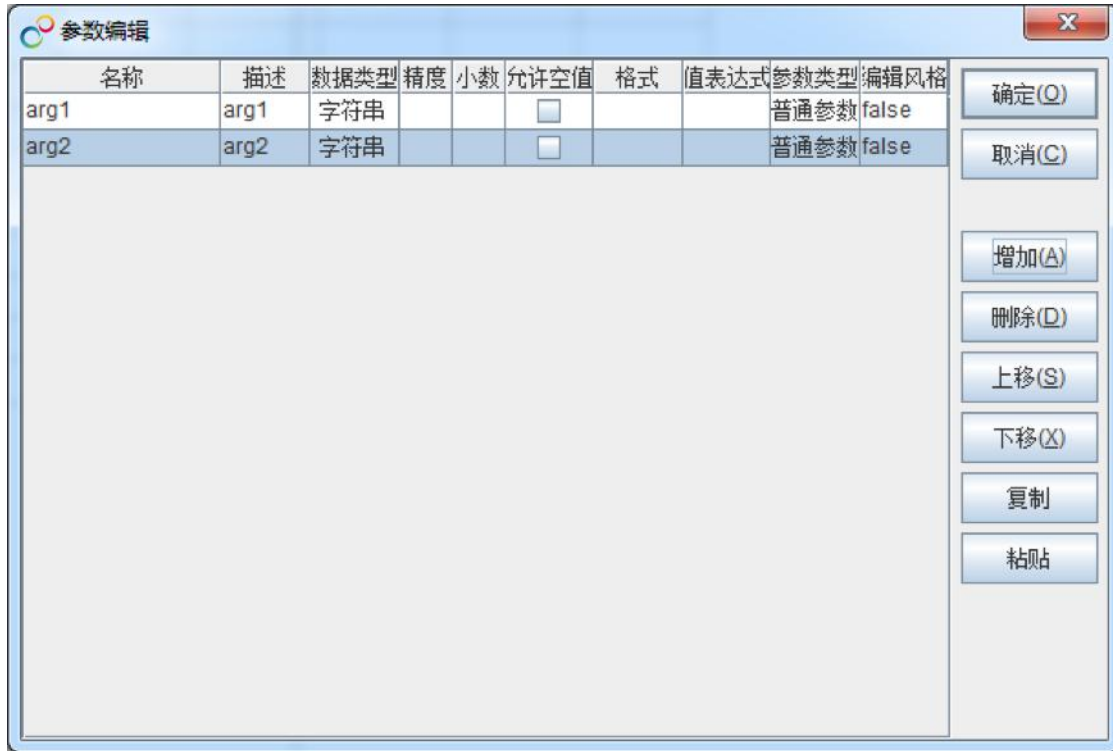 参数编辑
名称 描述 数据类型 精度 小数 允许空值 格式 值表达式 参数类型 编辑风格
arg1 arg1 字符串 普通参数 false
arg2 arg2 字符串 普通参数 false
确定(O)
取消(C)
增加(A)
删除(D)
上移(S)
下移(X)
复制
粘贴